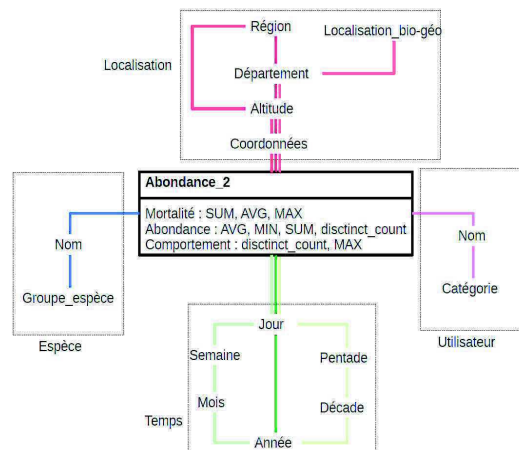 Région
Localisation_bio-géo
Localisation
Département
Altitude
Coordonnées
Abondance_2
Mortalité : SUM, AVG, MAX
Abondance : AVG, MIN, SUM, disctinct_count
Comportement : disctinct_count, MAX
Nom
Groupe_espèce
Espèce
Nom
Catégorie
Utilisateur
Jour
Semaine
Pentade
Mois
Décade
Temps
Année